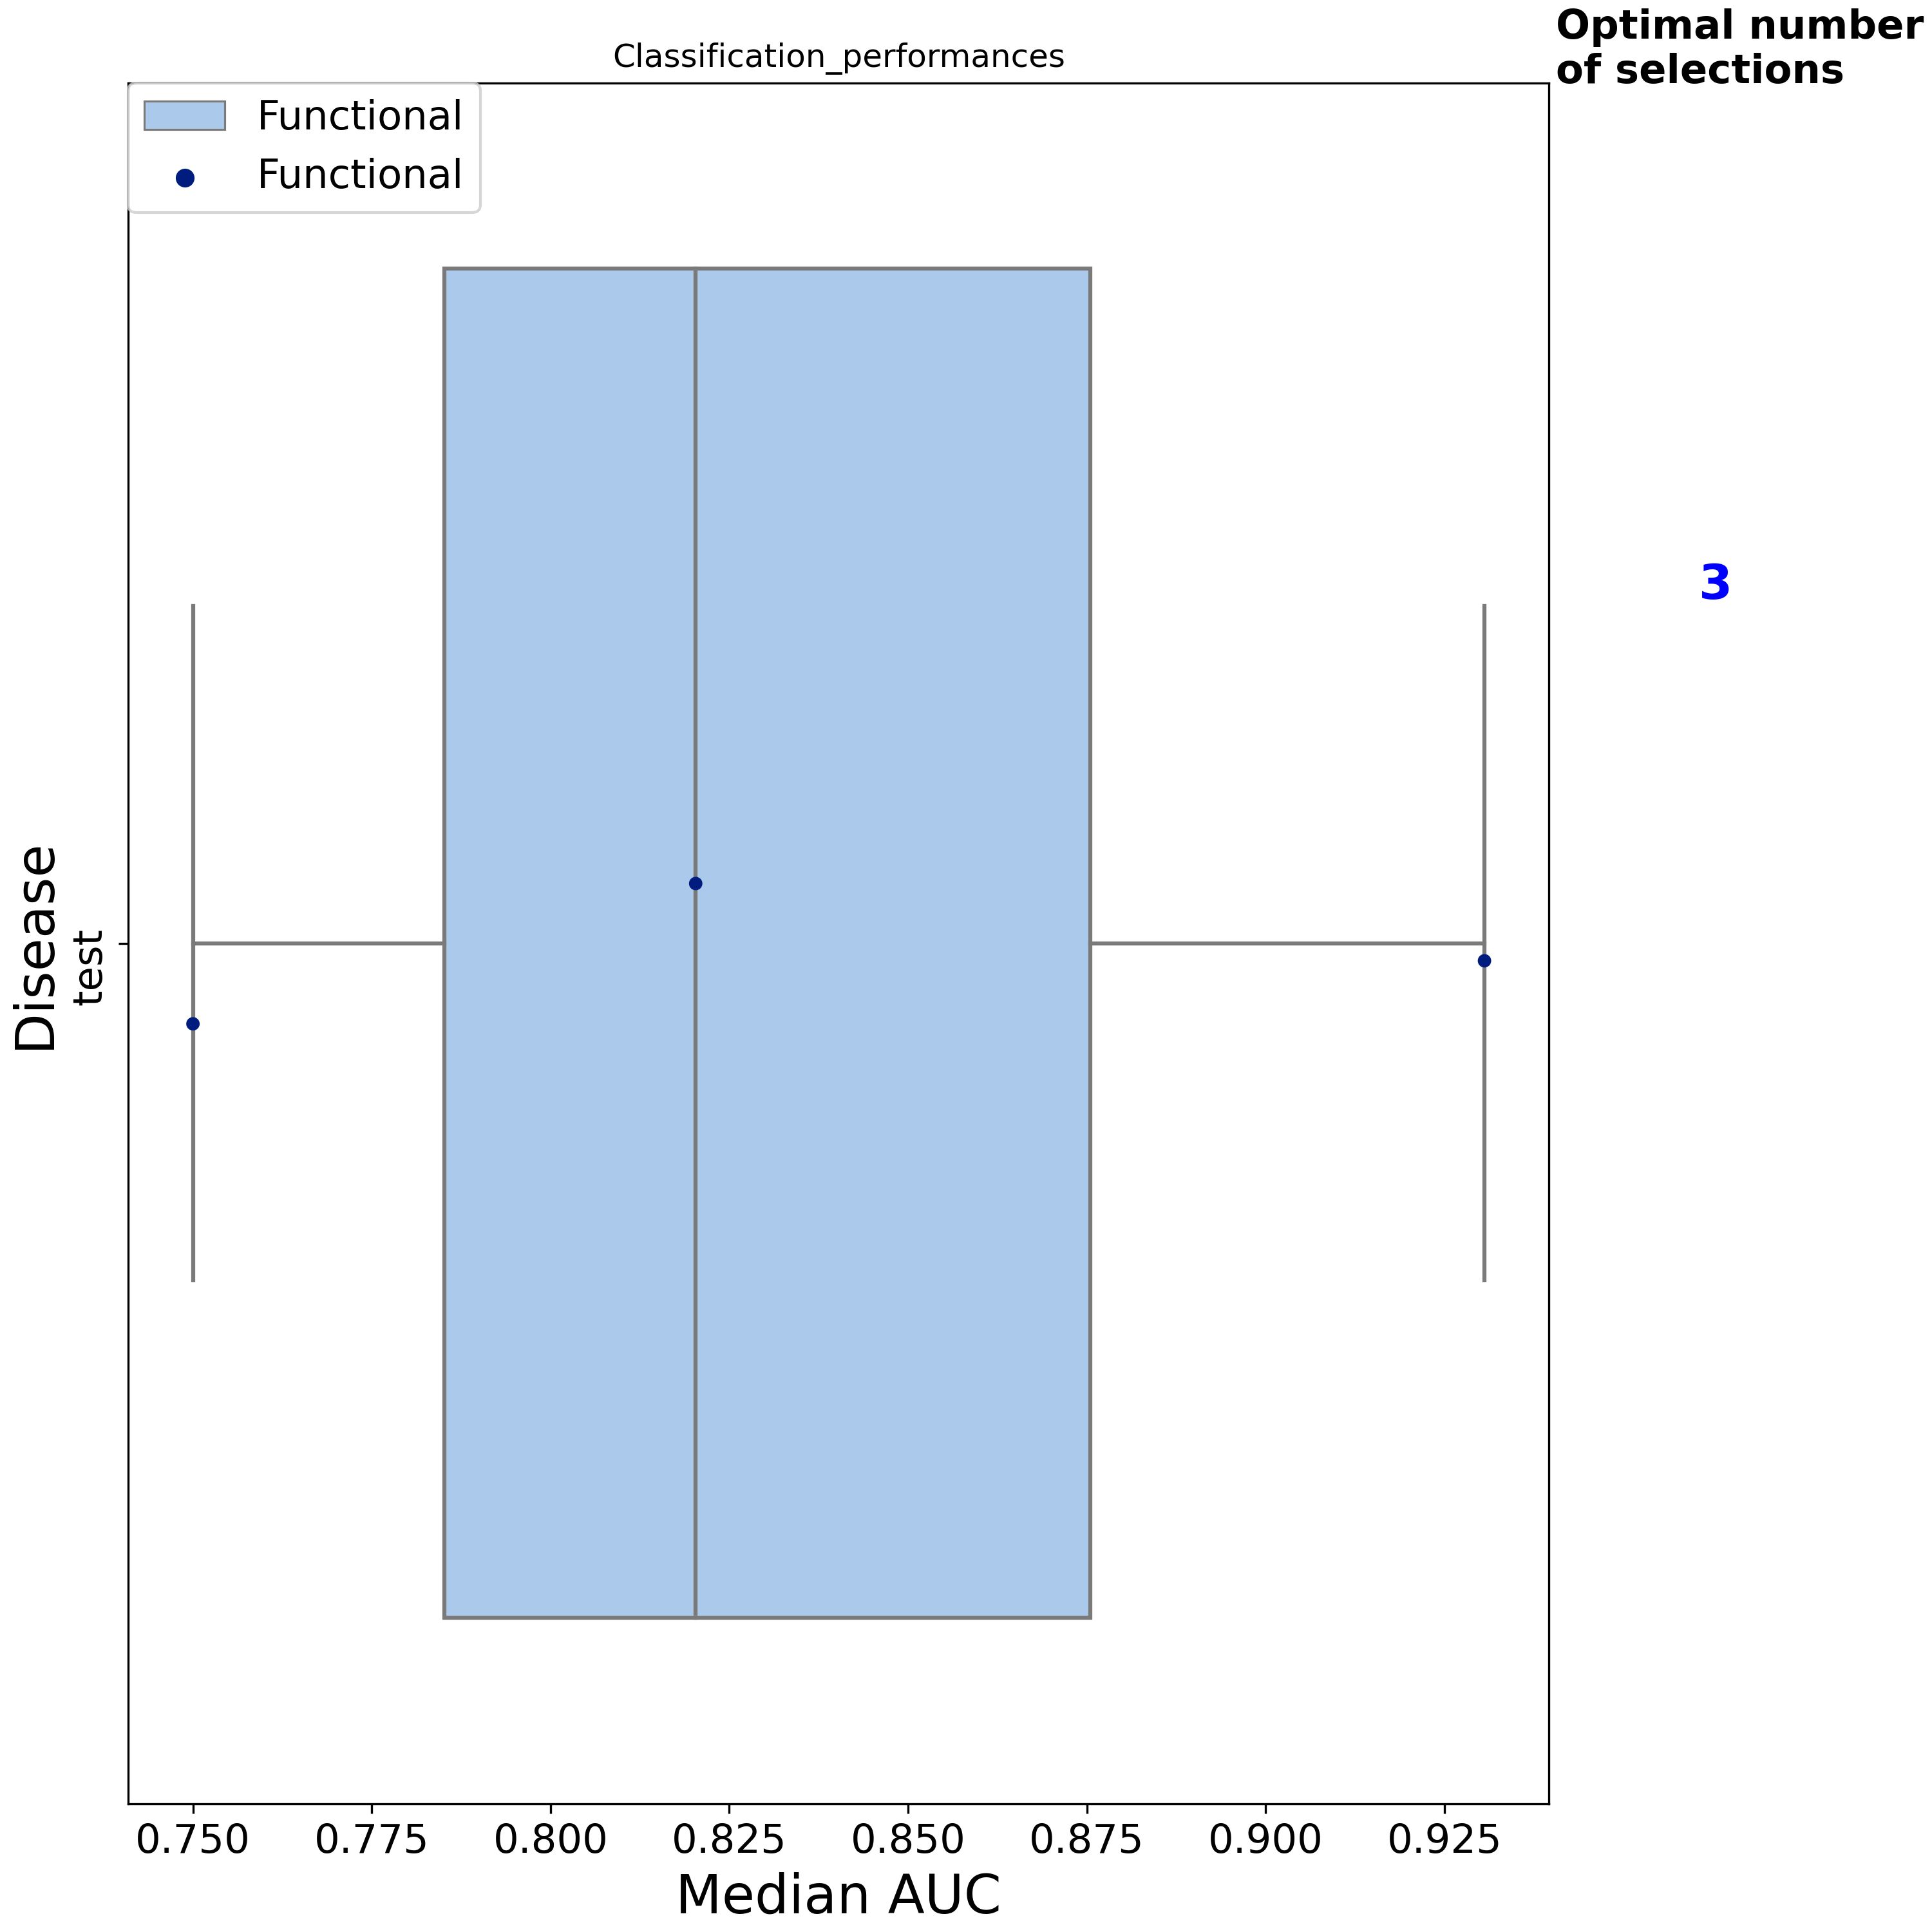 Optimal number
of selections
Classification_performances
Functional
Functional
3
Disease
test
0.750 0.775 0.800 0.825 0.850 0.875 0.900 0.925
Median AUC